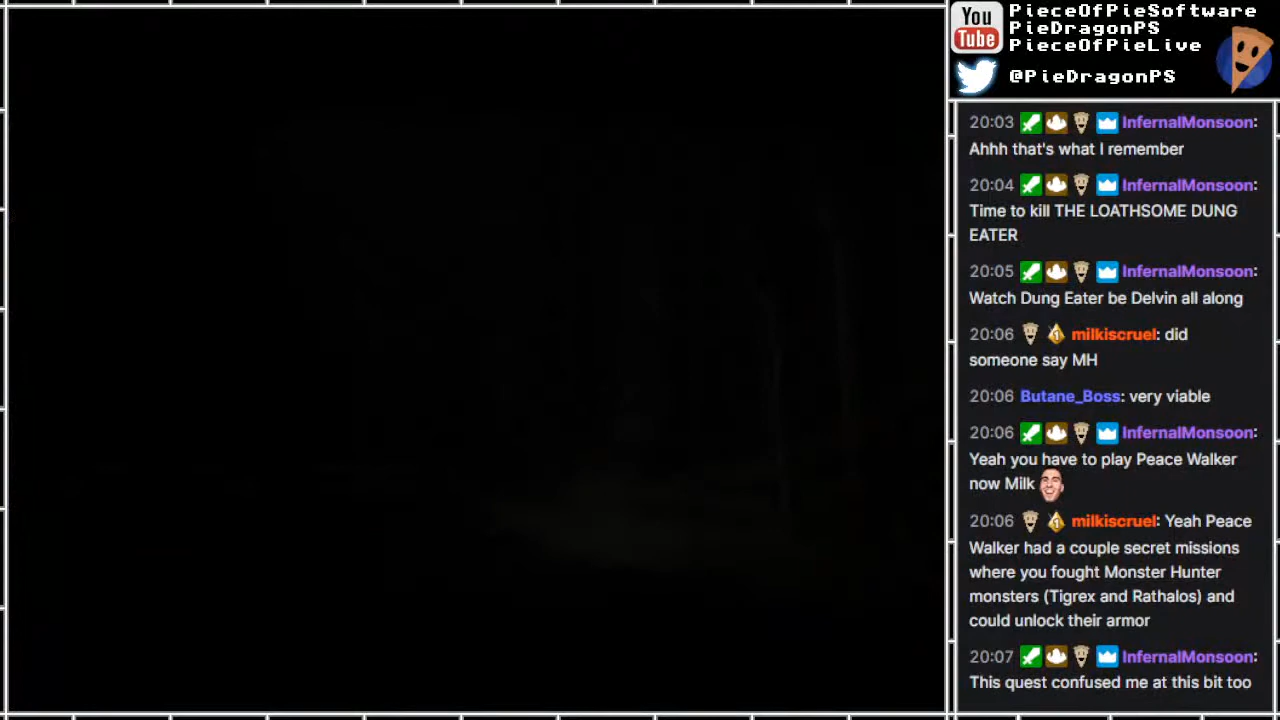 You
Tube
PieceOfPieSoftware
PieDragonPS
PieceOfPieLive
@PieDragonPS
20:03 InfernalMonsoon:
Ahhh that's what I remember
20:04 InfernalMonsoon:
Time to kill THE LOATHSOME DUNG
EATER
20:05 InfernalMonsoon:
Watch Dung Eater be Delvin all along
20:06 1 milkiscruel: did
someone say MH
20:06 Butane_Boss: very viable
20:06 InfernalMonsoon:
Yeah you have to play Peace Walker
now Milk
20:06 1 milkiscruel: Yeah Peace
Walker had a couple secret missions
where you fought Monster Hunter
monsters (Tigrex and Rathalos) and
could unlock their armor
20:07 InfernalMonsoon:
This quest confused me at this bit too